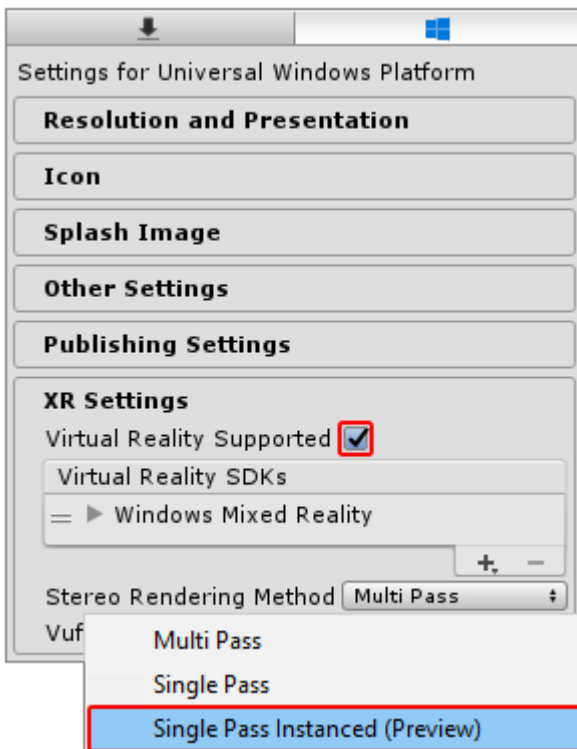 Settings for Universal Windows Platform
Resolution and Presentation
Icon
Splash Image
Other Settings
Publishing Settings
XR Settings
Virtual Reality Supported
Virtual Reality SDKs
Windows Mixed Reality
Stereo Rendering Method Multi Pass
Vuf
Multi Pass
Single Pass
Single Pass Instanced (Preview)